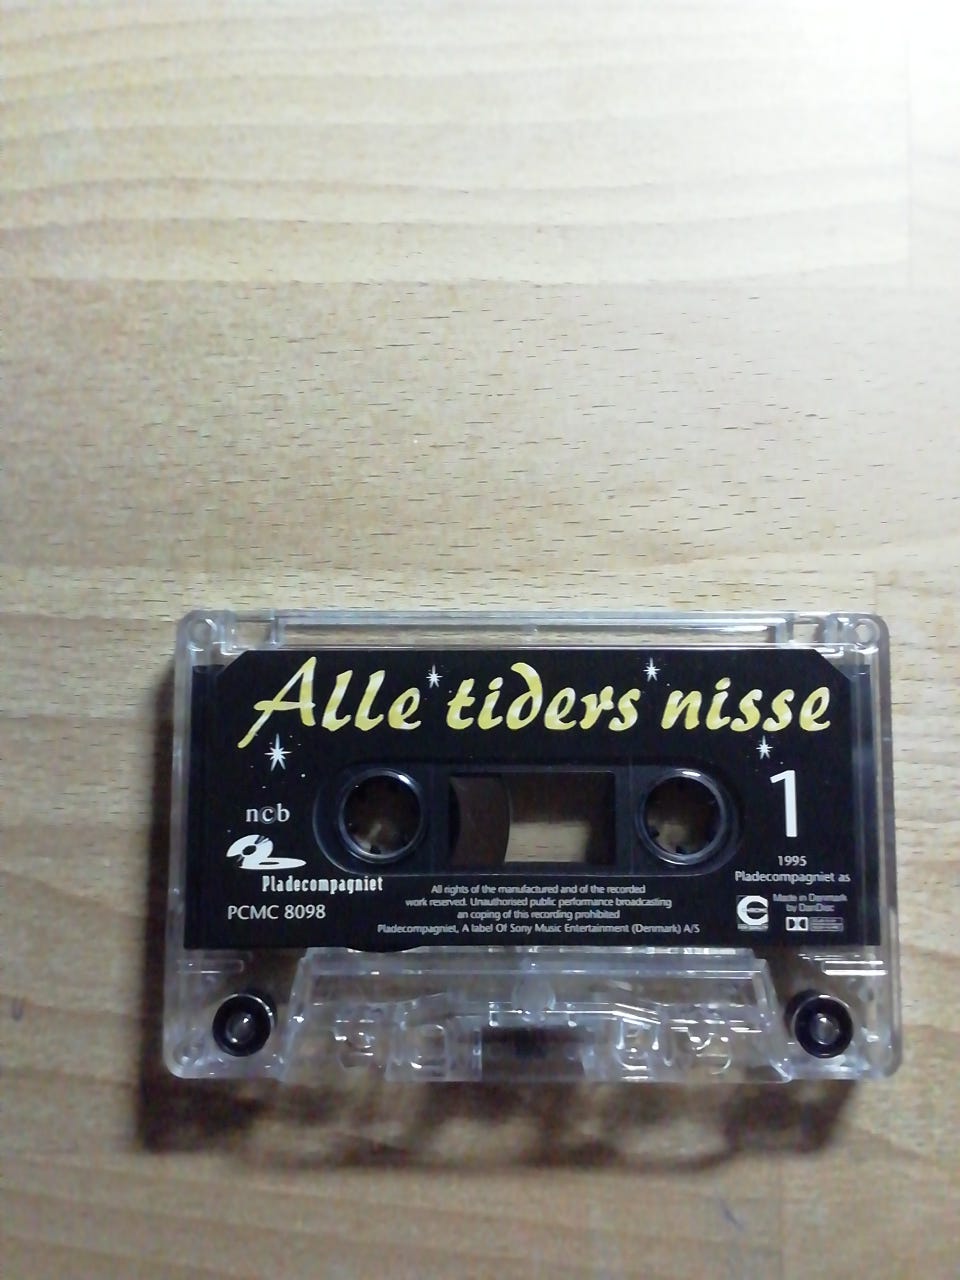 Alle tiders nisse
1
ncb
Pladecompagniet
PCMC 8098
All rights of the manufactured and of the recorded
work reserved. Unauthorised public performance broadcasting
an coping of this recording prohibited
Pladecompagniet, A label Of Sony Music Entertainment (Denmark) A/S
1995
Pladecompagniet as
Made in Denmark
by DanDisc